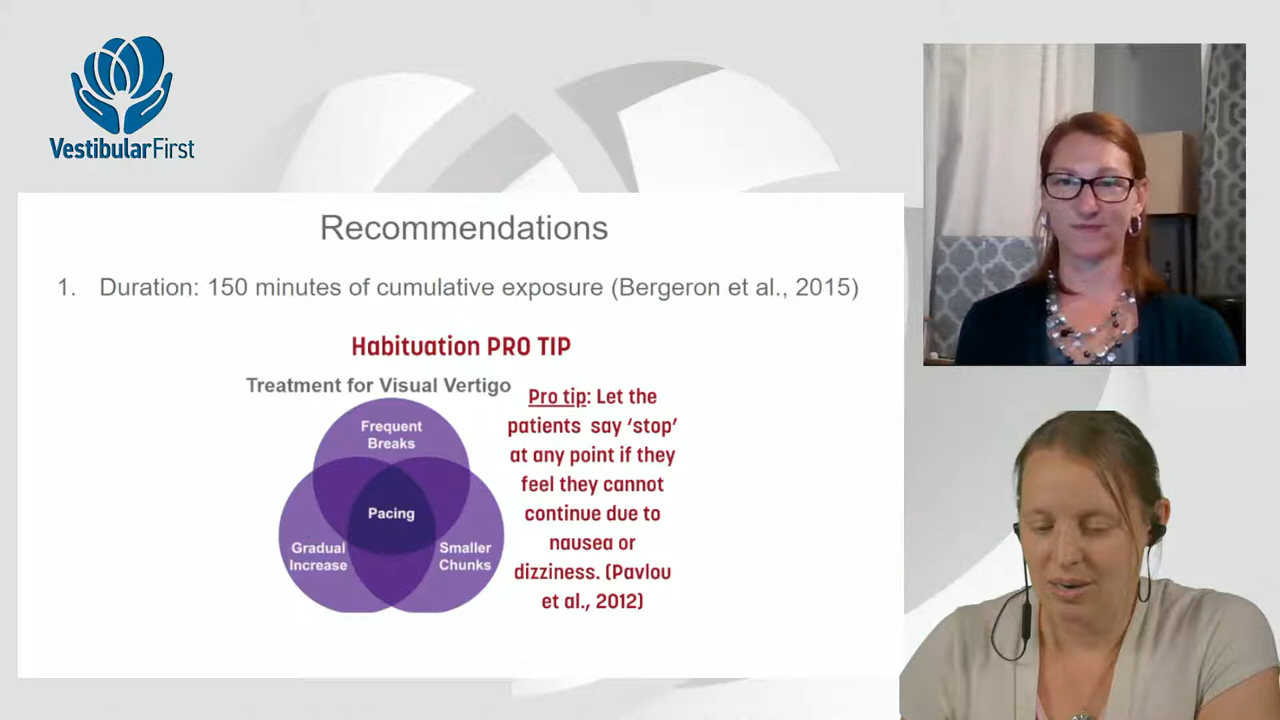 VestibularFirst
Recommendations
1. Duration: 150 minutes of cumulative exposure (Bergeron et al., 2015)
Habituation PRO TIP
Treatment for Visual Vertigo
Frequent
Breaks
Pacing
Gradual
Increase
Smaller
Chunks
Pro tip: Let the
patients say ‘stop’
at any point if they
feel they cannot
continue due to
nausea or
dizziness. (Pavlou
et al., 2012)